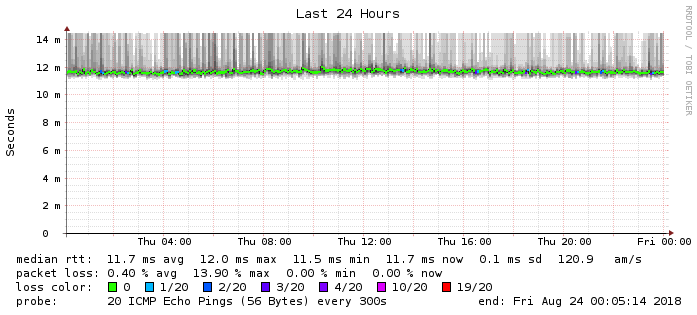 Last 24 Hours
RRDTOOL / TOBI OETIKER
Seconds
14 m
12 m
10 m
8 m
6 m
4 m
2 m
0
Thu 04:00 Thu 08:00 Thu 12:00 Thu 16:00 Thu 20:00 Fri 00:00
median rtt: 11.7 ms avg 12.0 ms max 11.5 ms min 11.7 ms now 0.1 ms sd 120.9 am/s
packet loss: 0.40 % avg 13.90 % max 0.00 % min 0.00 % now
loss color: 0 1/20 2/20 3/20 4/20 10/20 19/20
probe: 20 ICMP Echo Pings (56 Bytes) every 300s end: Fri Aug 24 00:05:14 2018